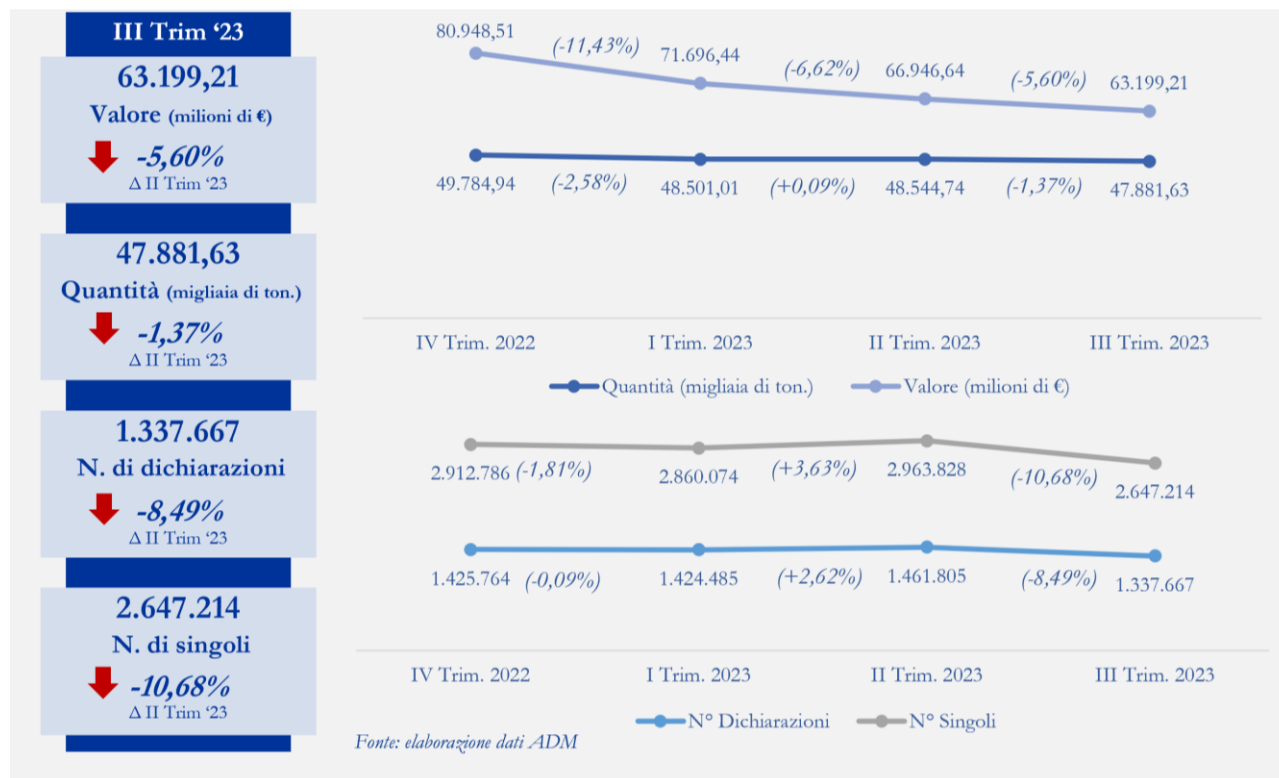 III Trim ‘23
63.199,21
Valore (milioni di €)
-5,60%
Δ II Trim ‘23
47.881,63
Quantità (migliaia di ton.)
-1,37%
Δ II Trim ‘23
1.337.667
N. di dichiarazioni
-8,49%
Δ II Trim ‘23
2.647.214
N. di singoli
-10,68%
Δ II Trim ‘23
80.948,51 (-11,43%) 71.696,44 (-6,62%) 66.946,64 (-5,60%) 63.199,21
49.784,94 (-2,58%) 48.501,01 (+0,09%) 48.544,74 (-1,37%) 47.881,63
IV Trim. 2022 I Trim. 2023 II Trim. 2023 III Trim. 2023
Quantità (migliaia di ton.) Valore (milioni di €)
2.912.786 (-1,81%) 2.860.074 (+3,63%) 2.963.828 (-10,68%) 2.647.214
1.425.764 (-0,09%) 1.424.485 (+2,62%) 1.461.805 (-8,49%) 1.337.667
IV Trim. 2022 I Trim. 2023 II Trim. 2023 III Trim. 2023
N° Dichiarazioni N° Singoli
Fonte: elaborazione dati ADM